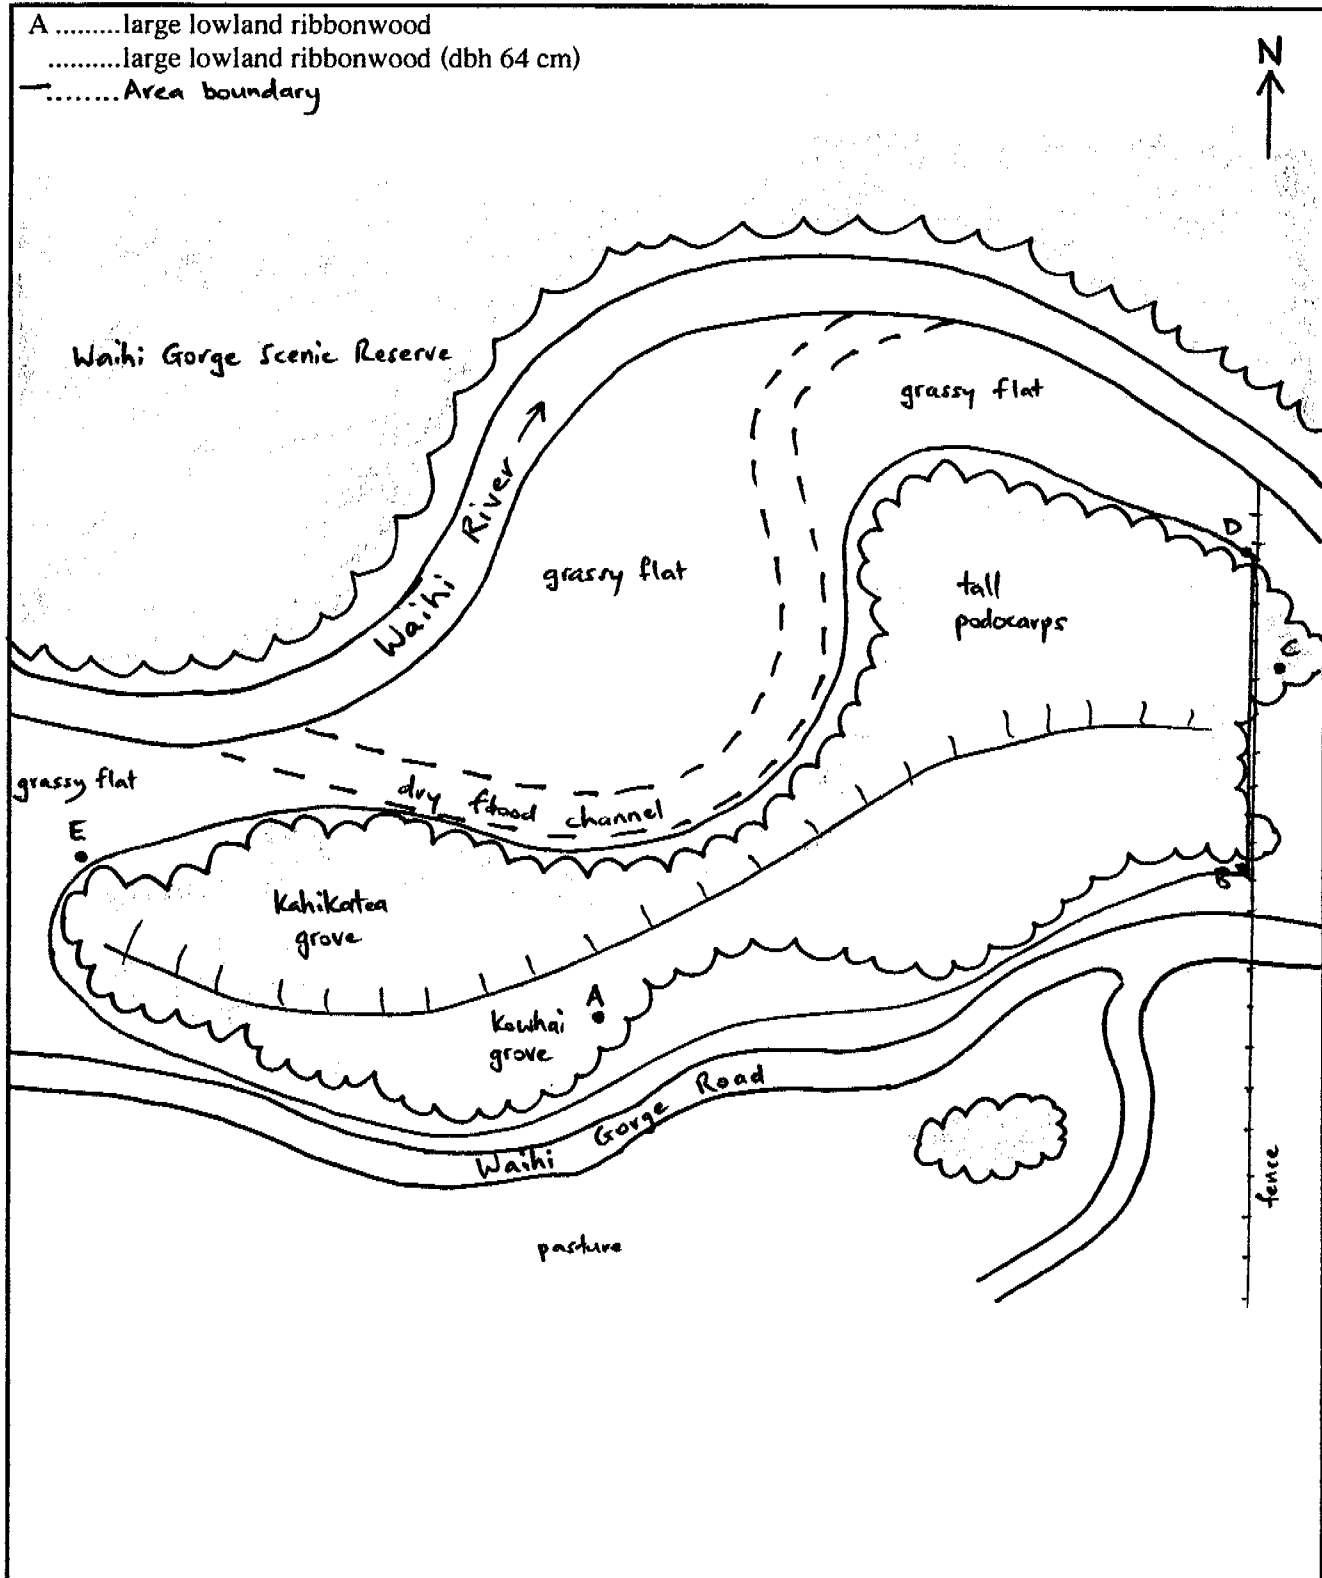 A .........large lowland ribbonwood
..........large lowland ribbonwood (dbh 64 cm)
—........Area boundary
N
Waihi Gorge Scenic Reserve
grassy flat
Waihi River
grassy flat
D
tall
podocarps
C
grassy flat
dry flood channel
E
B
Kahikatea
grove
A
Kowhai
grove
Waihi Gorge Road
fence
pasture